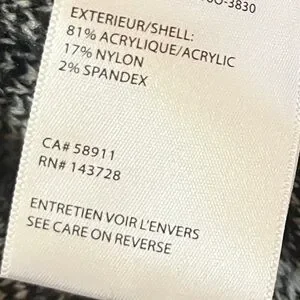 -3830
EXTERIEUR/SHELL:
81% ACRYLIQUE/ACRYLIC
17% NYLON
2% SPANDEX
CA# 58911
RN# 143728
ENTRETIEN VOIR L'ENVERS
SEE CARE ON REVERSE